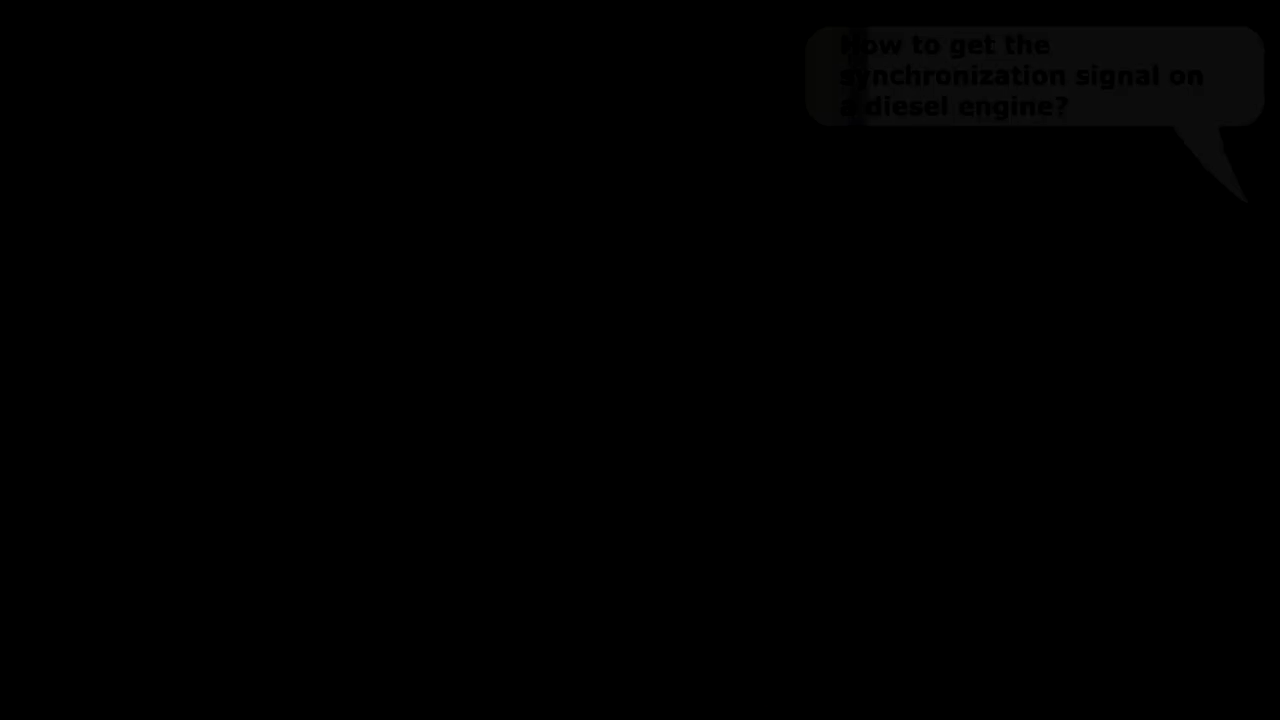 How to get the
synchronization signal on
a diesel engine?